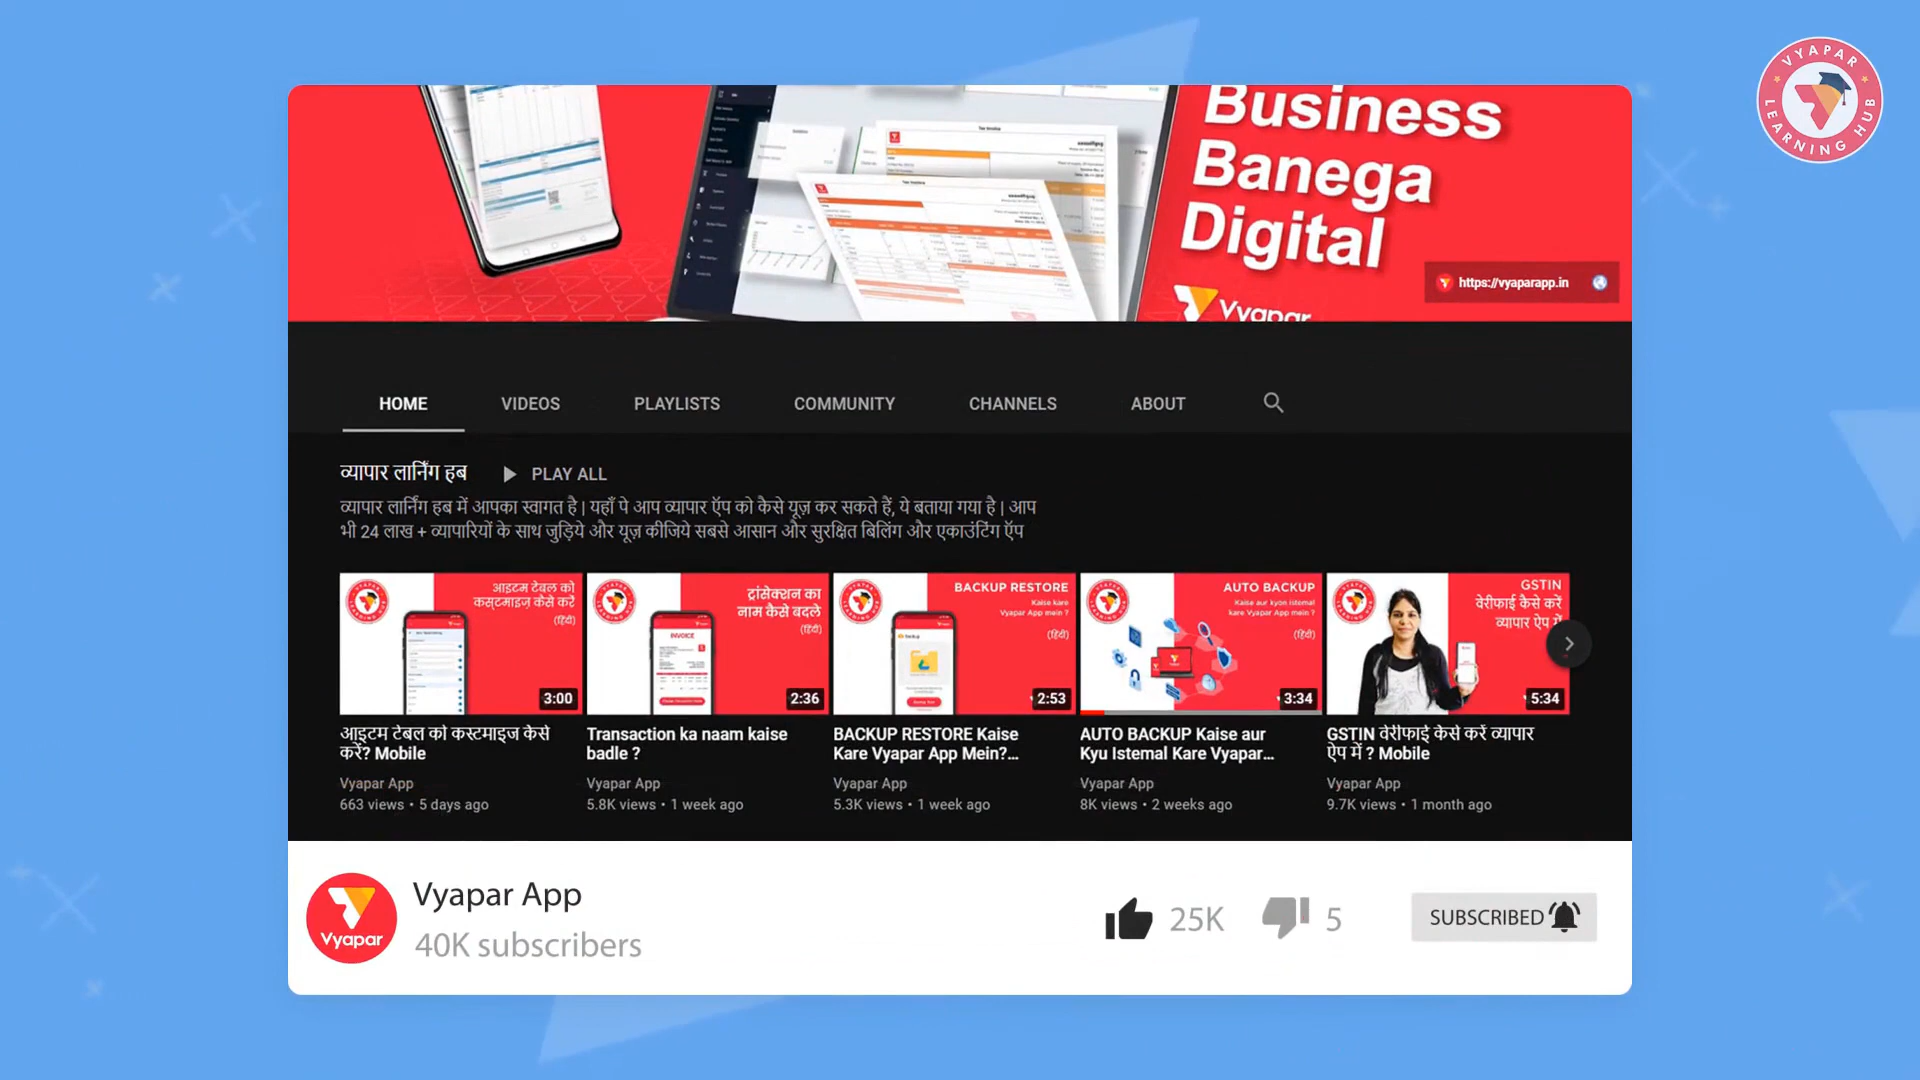 VYAPAR
LEARNING HUB
Business
Banega
Digital
Vyapar
https://vyaparapp.in
HOME
VIDEOS
PLAYLISTS
COMMUNITY
CHANNELS
ABOUT
व्यापार लार्निंग हब
PLAY ALL
व्यापार लार्निंग हब में आपका स्वागत है | यहाँ पे आप व्यापार ऍप को कैसे यूज़ कर सकते हैं, ये बताया गया है | आप
भी 24 लाख + व्यापारियों के साथ जुड़िये और यूज़ कीजिये सबसे आसान और सुरक्षित बिलिंग और एकाउंटिंग ऍप
आइटम टेबल को
कस्टमाइज़ कैसे करें
(हिंदी)
3:00
ट्रांसेक्शन का
नाम कैसे बदले
(हिंदी)
INVOICE
2:36
BACKUP RESTORE
Kaise kare
Vyapar App mein ?
(हिंदी)
2:53
AUTO BACKUP
Kaise aur kyon istemal
kare Vyapar App mein ?
(हिंदी)
3:34
GSTIN
वेरीफाई कैसे करें
व्यापार ऐप में
5:34
आइटम टेबल को कस्टमाइज कैसे
करें? Mobile
Vyapar App
663 views • 5 days ago
Transaction ka naam kaise
badle ?
Vyapar App
5.8K views • 1 week ago
BACKUP RESTORE Kaise
Kare Vyapar App Mein?...
Vyapar App
5.3K views • 1 week ago
AUTO BACKUP Kaise aur
Kyu Istemal Kare Vyapar...
Vyapar App
8K views • 2 weeks ago
GSTIN वेरीफाई कैसे करें व्यापार
ऐप में ? Mobile
Vyapar App
9.7K views • 1 month ago
Vyapar
Vyapar App
40K subscribers
25K
5
SUBSCRIBED